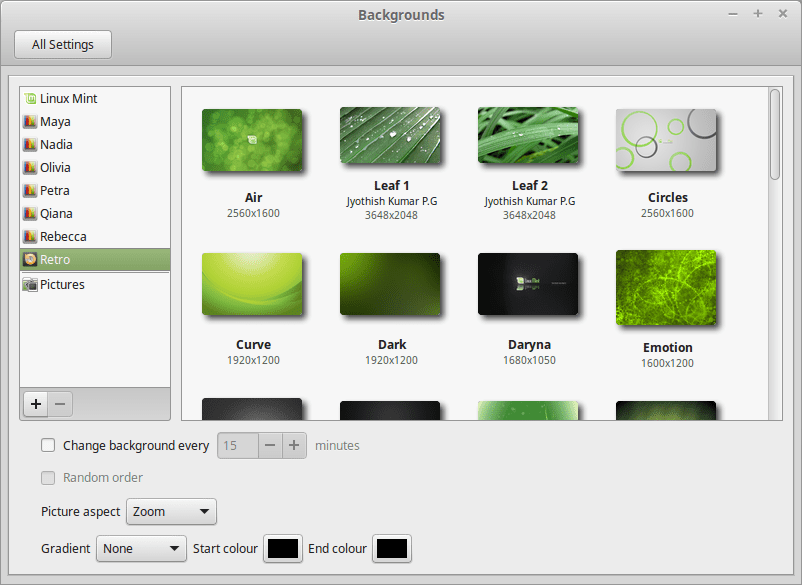 Backgrounds
All Settings
Linux Mint
Maya
Nadia
Olivia
Petra
Qiana
Rebecca
Retro
Pictures
Air
2560x1600
Leaf 1
Jyothish Kumar P.G
3648x2048
Leaf 2
Jyothish Kumar P.G
3648x2048
Circles
2560x1600
Curve
1920x1200
Dark
1920x1200
Daryna
1680x1050
Emotion
1600x1200
Change background every 15 minutes
Random order
Picture aspect Zoom
Gradient None Start colour End colour